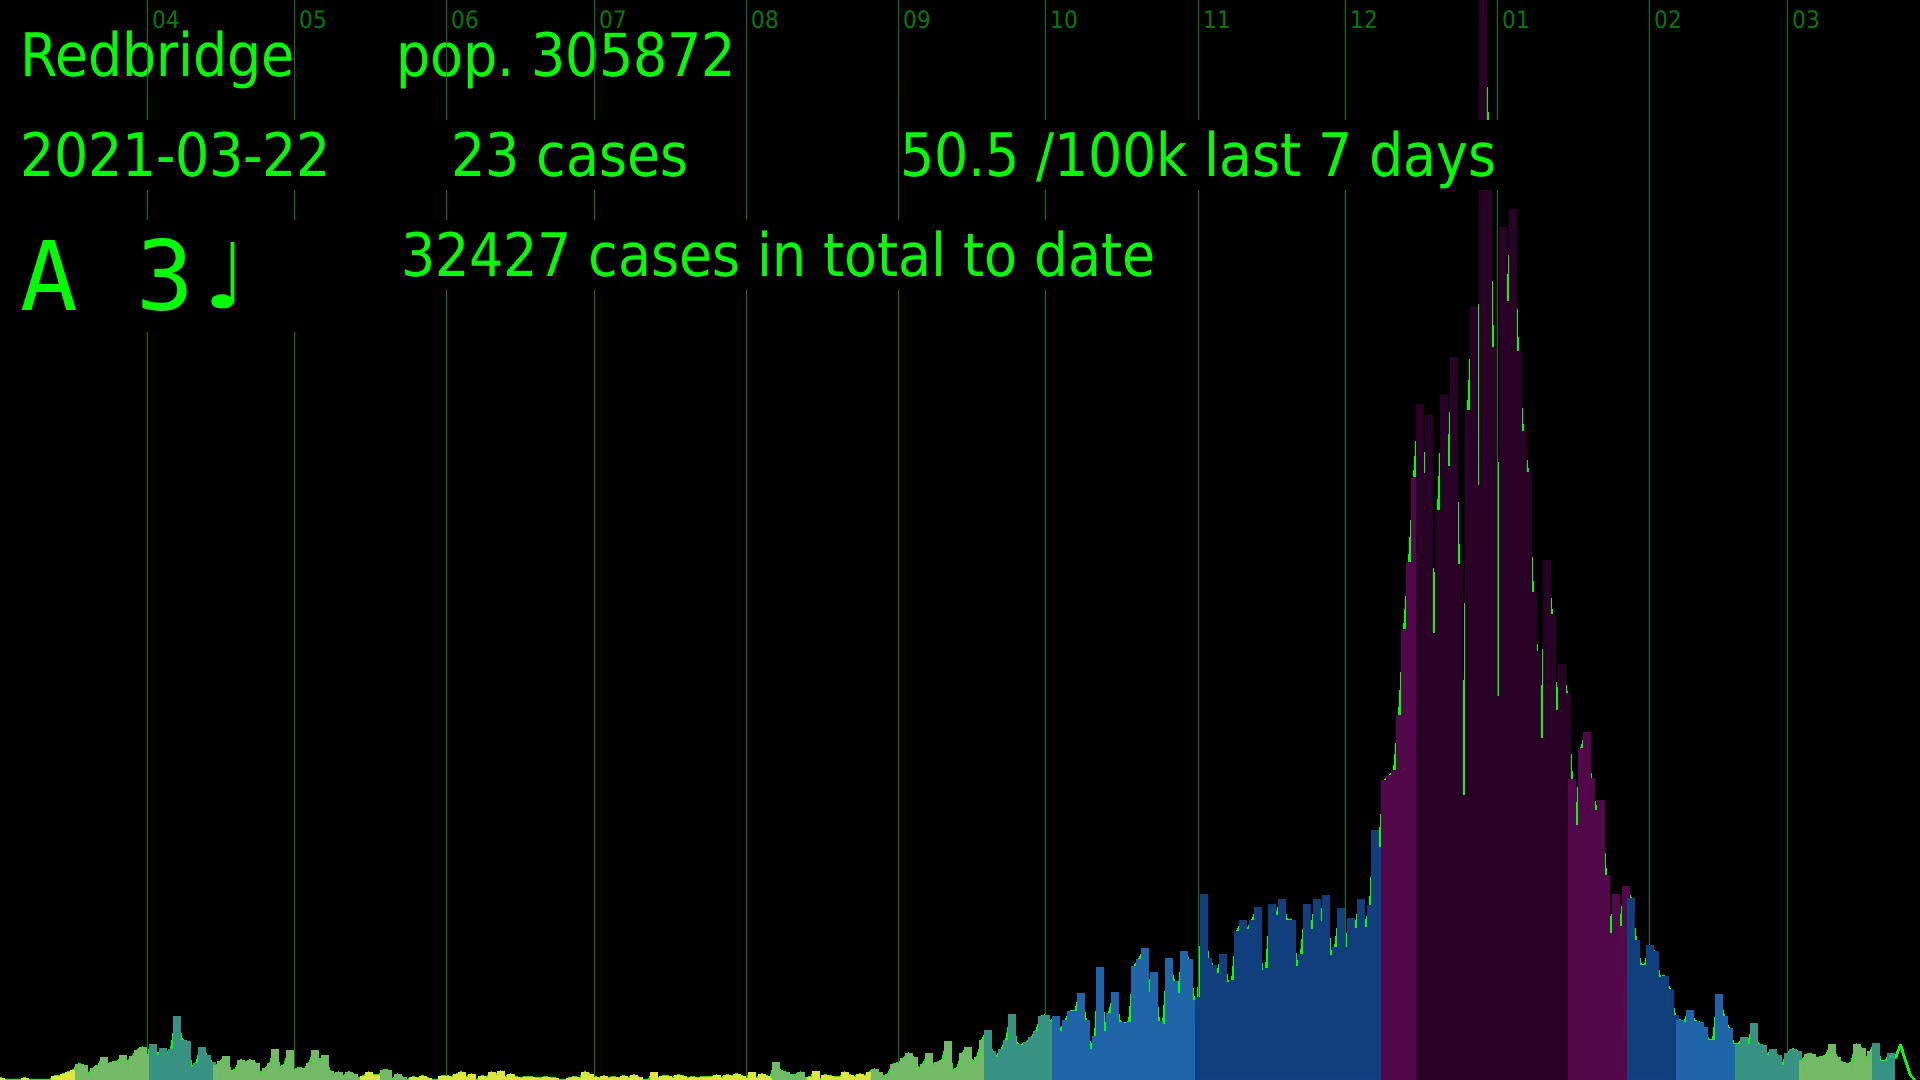 04 05 06 07 08 09 10 11 12 01 02 03
Redbridge pop. 305872
2021-03-22 23 cases 50.5 /100k last 7 days
A 3♩ 32427 cases in total to date